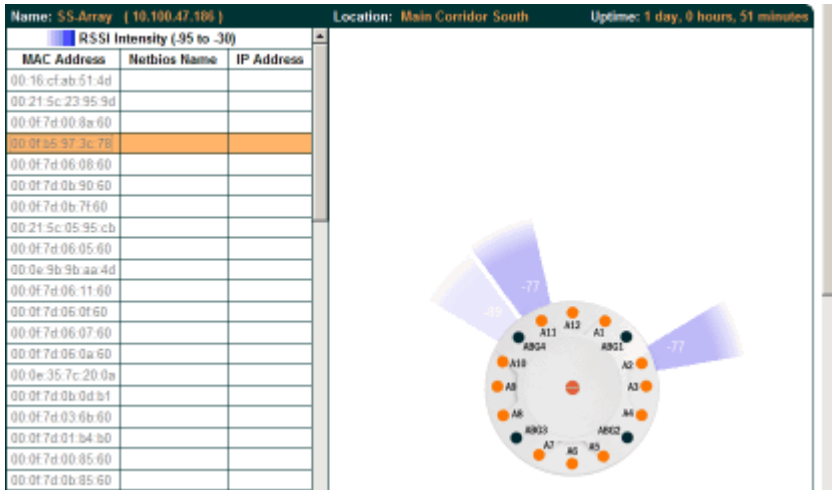 Name: SS-Array ( 10.100.47.186 ) Location: Main Corridor South Uptime: 1 day, 0 hours, 51 minutes
RSSI Intensity (-95 to -30)
MAC Address Netbios Name IP Address
00:16:cf:ab:51:4d
00:21:5c:23:95:9d
00:0f:7d:00:8a:60
00:0f:b5:97:3c:78
00:0f:7d:06:08:60
00:0f:7d:0b:90:60
00:0f:7d:0b:7f:60
00:21:5c:05:95:cb
00:0f:7d:06:05:60
00:0e:9b:9b:aa:4d
00:0f:7d:06:11:60
00:0f:7d:06:0f:60
00:0f:7d:06:07:60
00:0f:7d:06:0a:60
00:0e:35:7c:20:0a
00:0f:7d:0b:0d:b1
00:0f:7d:03:6b:60
00:0f:7d:01:b4:b0
00:0f:7d:00:85:60
00:0f:7d:0b:85:60
-77
-89
-77
A12
A11 A1
ABG4 ABG1
A10 A2
A9 A3
A8 A4
ABG3 ABG2
A7 A5
A6